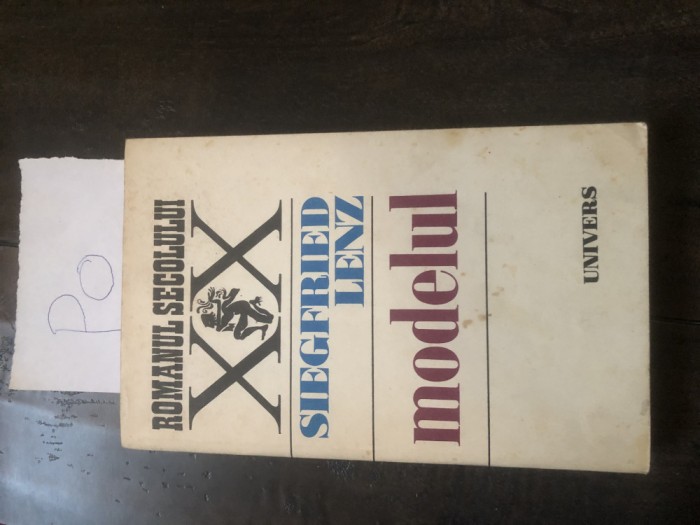 ROMANUL SECOLULUI
XX
SIEGFRIED
LENZ
modelul
UNIVERS
PO